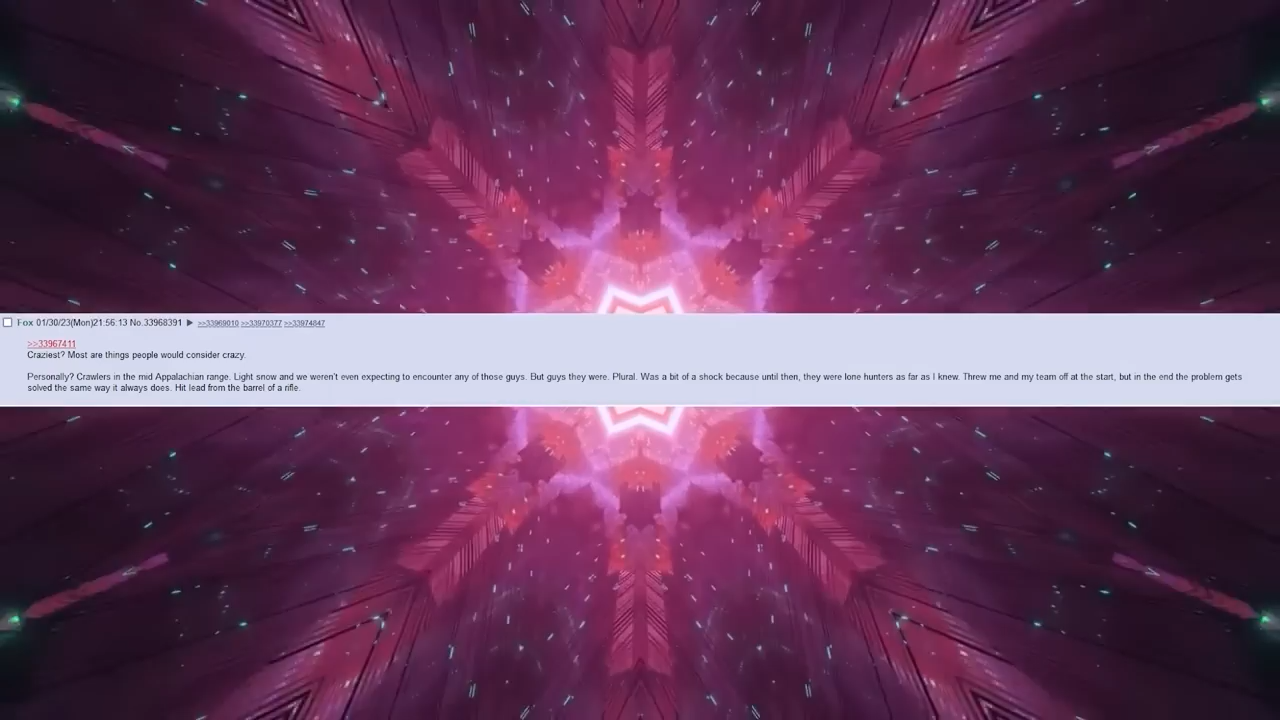 Fox 01/30/23(Mon)21:56:13 No.33968391 ▶ >>33969010 >>33970377 >>33974847
>>33967411
Craziest? Most are things people would consider crazy.
Personally? Crawlers in the mid Appalachian range. Light snow and we weren't even expecting to encounter any of those guys. But guys they were. Plural. Was a bit of a shock because until then, they were lone hunters as far as I knew. Threw me and my team off at the start, but in the end the problem gets
solved the same way it always does. Hit lead from the barrel of a rifle.